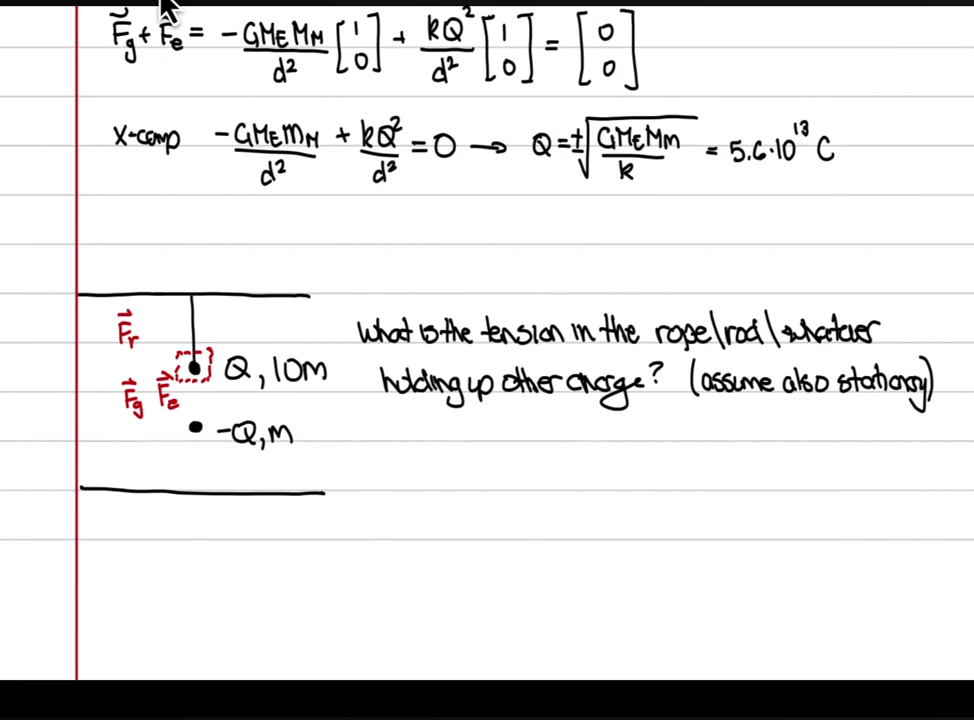 F⃗g + F⃗e = -GMEMM/d² [1 0] + kQ²/d² [1 0] = [0 0]
X-comp -GMEMM/d² + kQ²/d² = 0 → Q = ±√(GMEMM/k) = 5.6·10¹³ C
F⃗r
What is the tension in the rope/rod/whatever
Q, 10m
holding up other charge? (assume also stationary)
F⃗g F⃗e
-Q, m